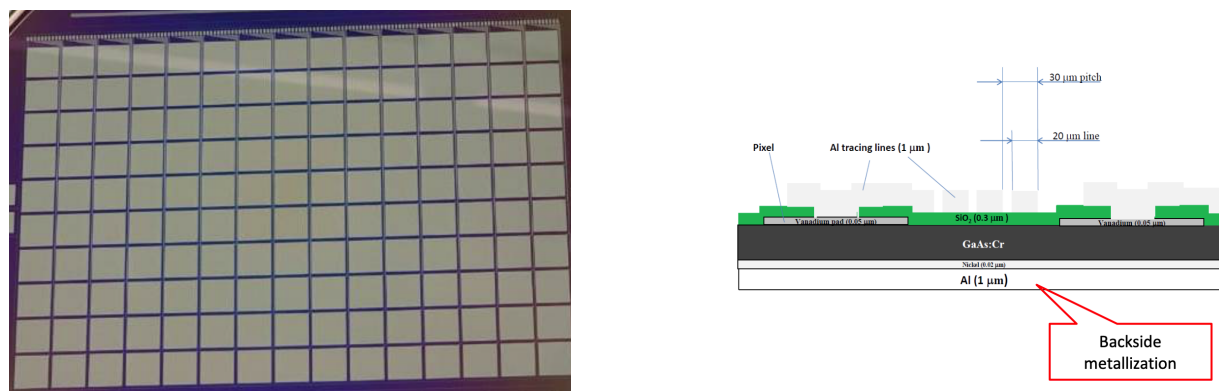 30 μm pitch
20 μm line
Pixel
Al tracing lines (1 μm )
SiO₂ (0.3 μm )
Vanadium pad (0.05 μm)
Vanadium (0.05 μm)
GaAs:Cr
Nickel (0.02 μm)
Al (1 μm)
Backside
metallization